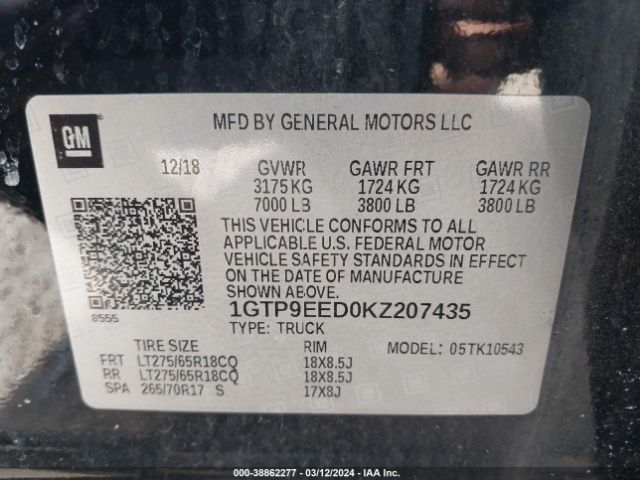 GM
MFD BY GENERAL MOTORS LLC
12/18 GVWR GAWR FRT GAWR RR
3175 KG 1724 KG 1724 KG
7000 LB 3800 LB 3800 LB
THIS VEHICLE CONFORMS TO ALL
APPLICABLE U.S. FEDERAL MOTOR
VEHICLE SAFETY STANDARDS IN EFFECT
ON THE DATE OF MANUFACTURE
SHOWN ABOVE.
8555
1GTP9EED0KZ207435
TYPE: TRUCK
TIRE SIZE RIM MODEL: 05TK10543
FRT LT275/65R18CQ 18X8.5J
RR LT275/65R18CQ 18X8.5J
SPA 265/70R17 S 17X8J
000-38862277 - 03/12/2024 - IAA Inc.